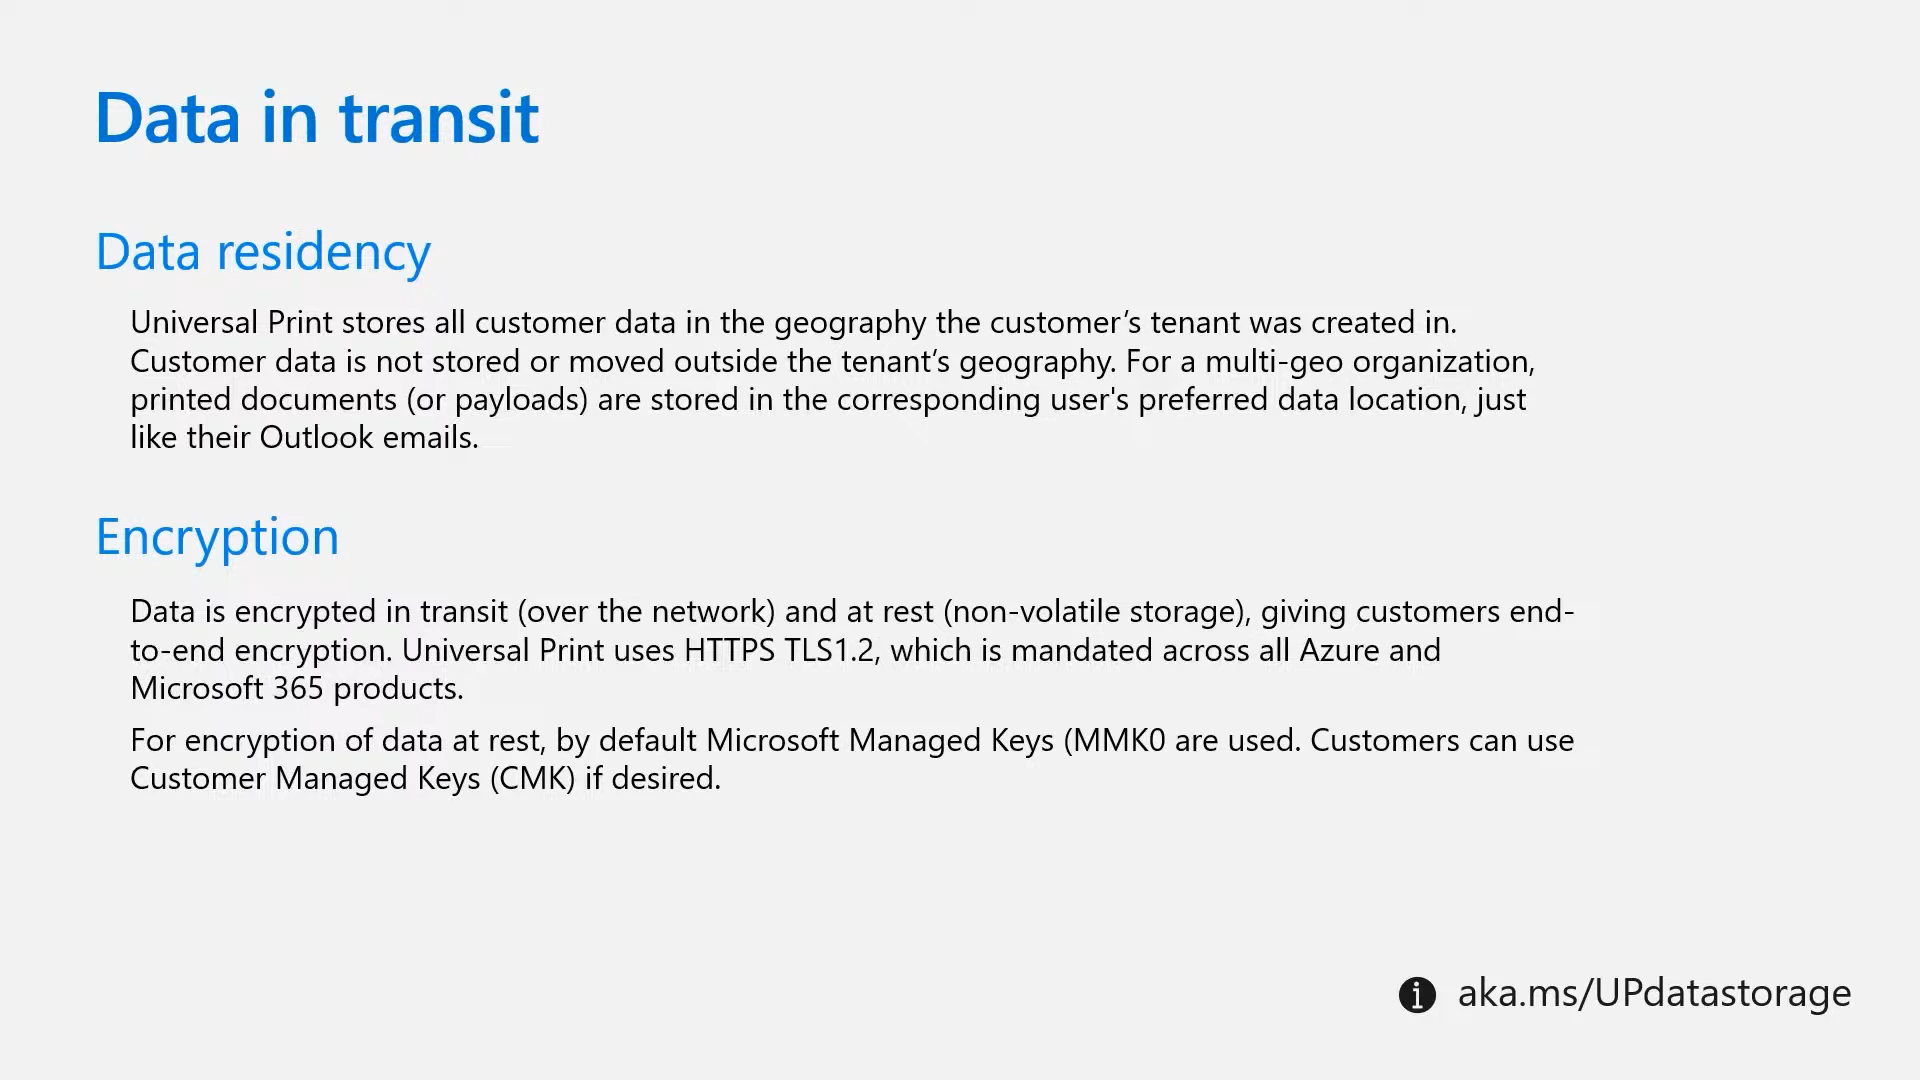 Data in transit
Data residency
Universal Print stores all customer data in the geography the customer’s tenant was created in.
Customer data is not stored or moved outside the tenant’s geography. For a multi-geo organization,
printed documents (or payloads) are stored in the corresponding user's preferred data location, just
like their Outlook emails.
Encryption
Data is encrypted in transit (over the network) and at rest (non-volatile storage), giving customers end-
to-end encryption. Universal Print uses HTTPS TLS1.2, which is mandated across all Azure and
Microsoft 365 products.
For encryption of data at rest, by default Microsoft Managed Keys (MMK0 are used. Customers can use
Customer Managed Keys (CMK) if desired.
aka.ms/UPdatastorage